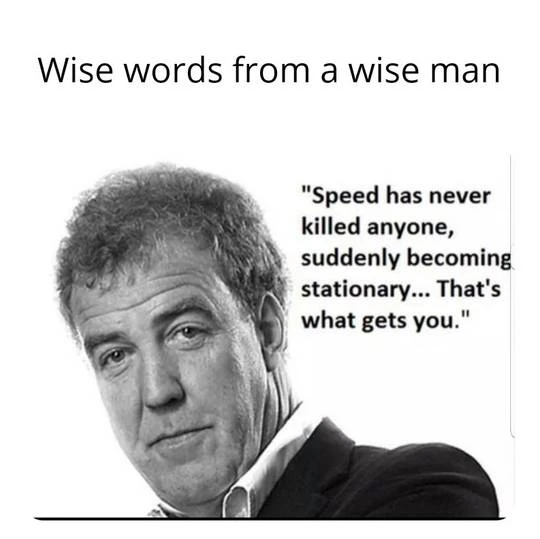 Wise words from a wise man
"Speed has never
killed anyone,
suddenly becoming
stationary... That's
what gets you."